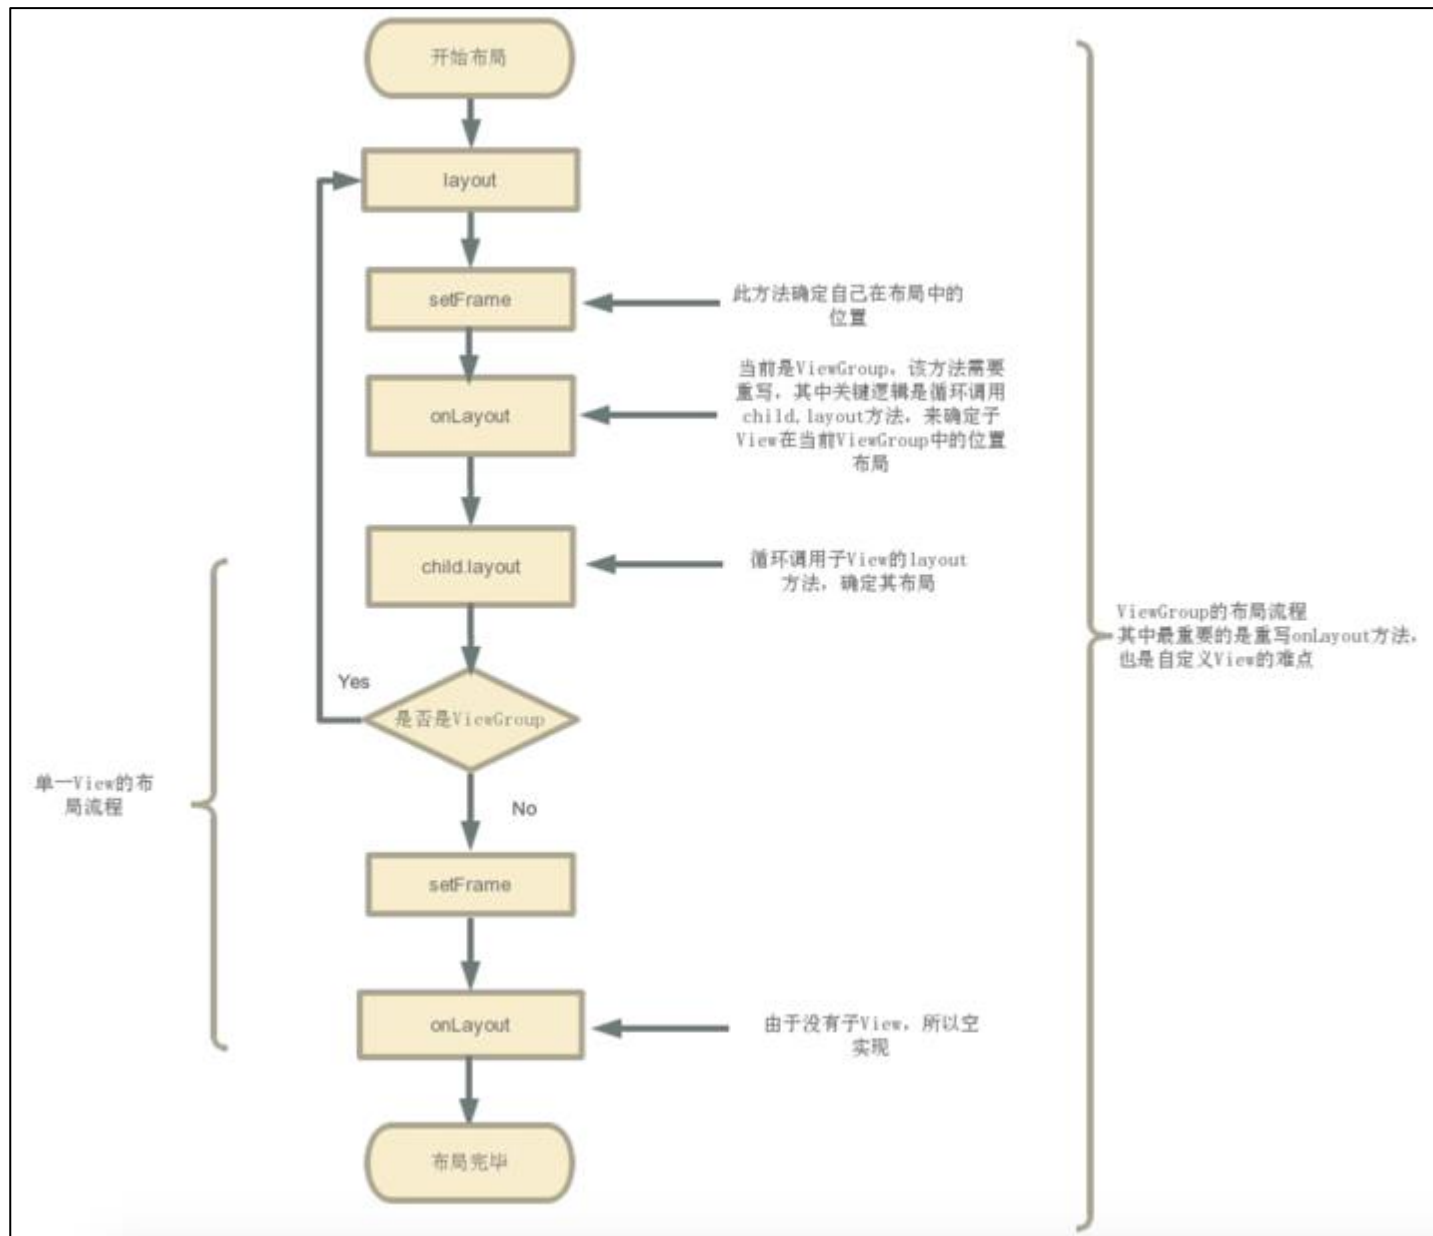 开始布局
layout
setFrame
此方法确定自己在布局中的
位置
当前是ViewGroup，该方法需要
重写，其中关键逻辑是循环调用
child.layout方法，来确定子
View在当前ViewGroup中的位置
布局
onLayout
child.layout
循环调用子View的layout
方法，确定其布局
ViewGroup的布局流程
其中最重要的是重写onLayout方法，
也是自定义View的难点
Yes
是否是ViewGroup
单一View的布
局流程
No
setFrame
onLayout
由于没有子View，所以空
实现
布局完毕